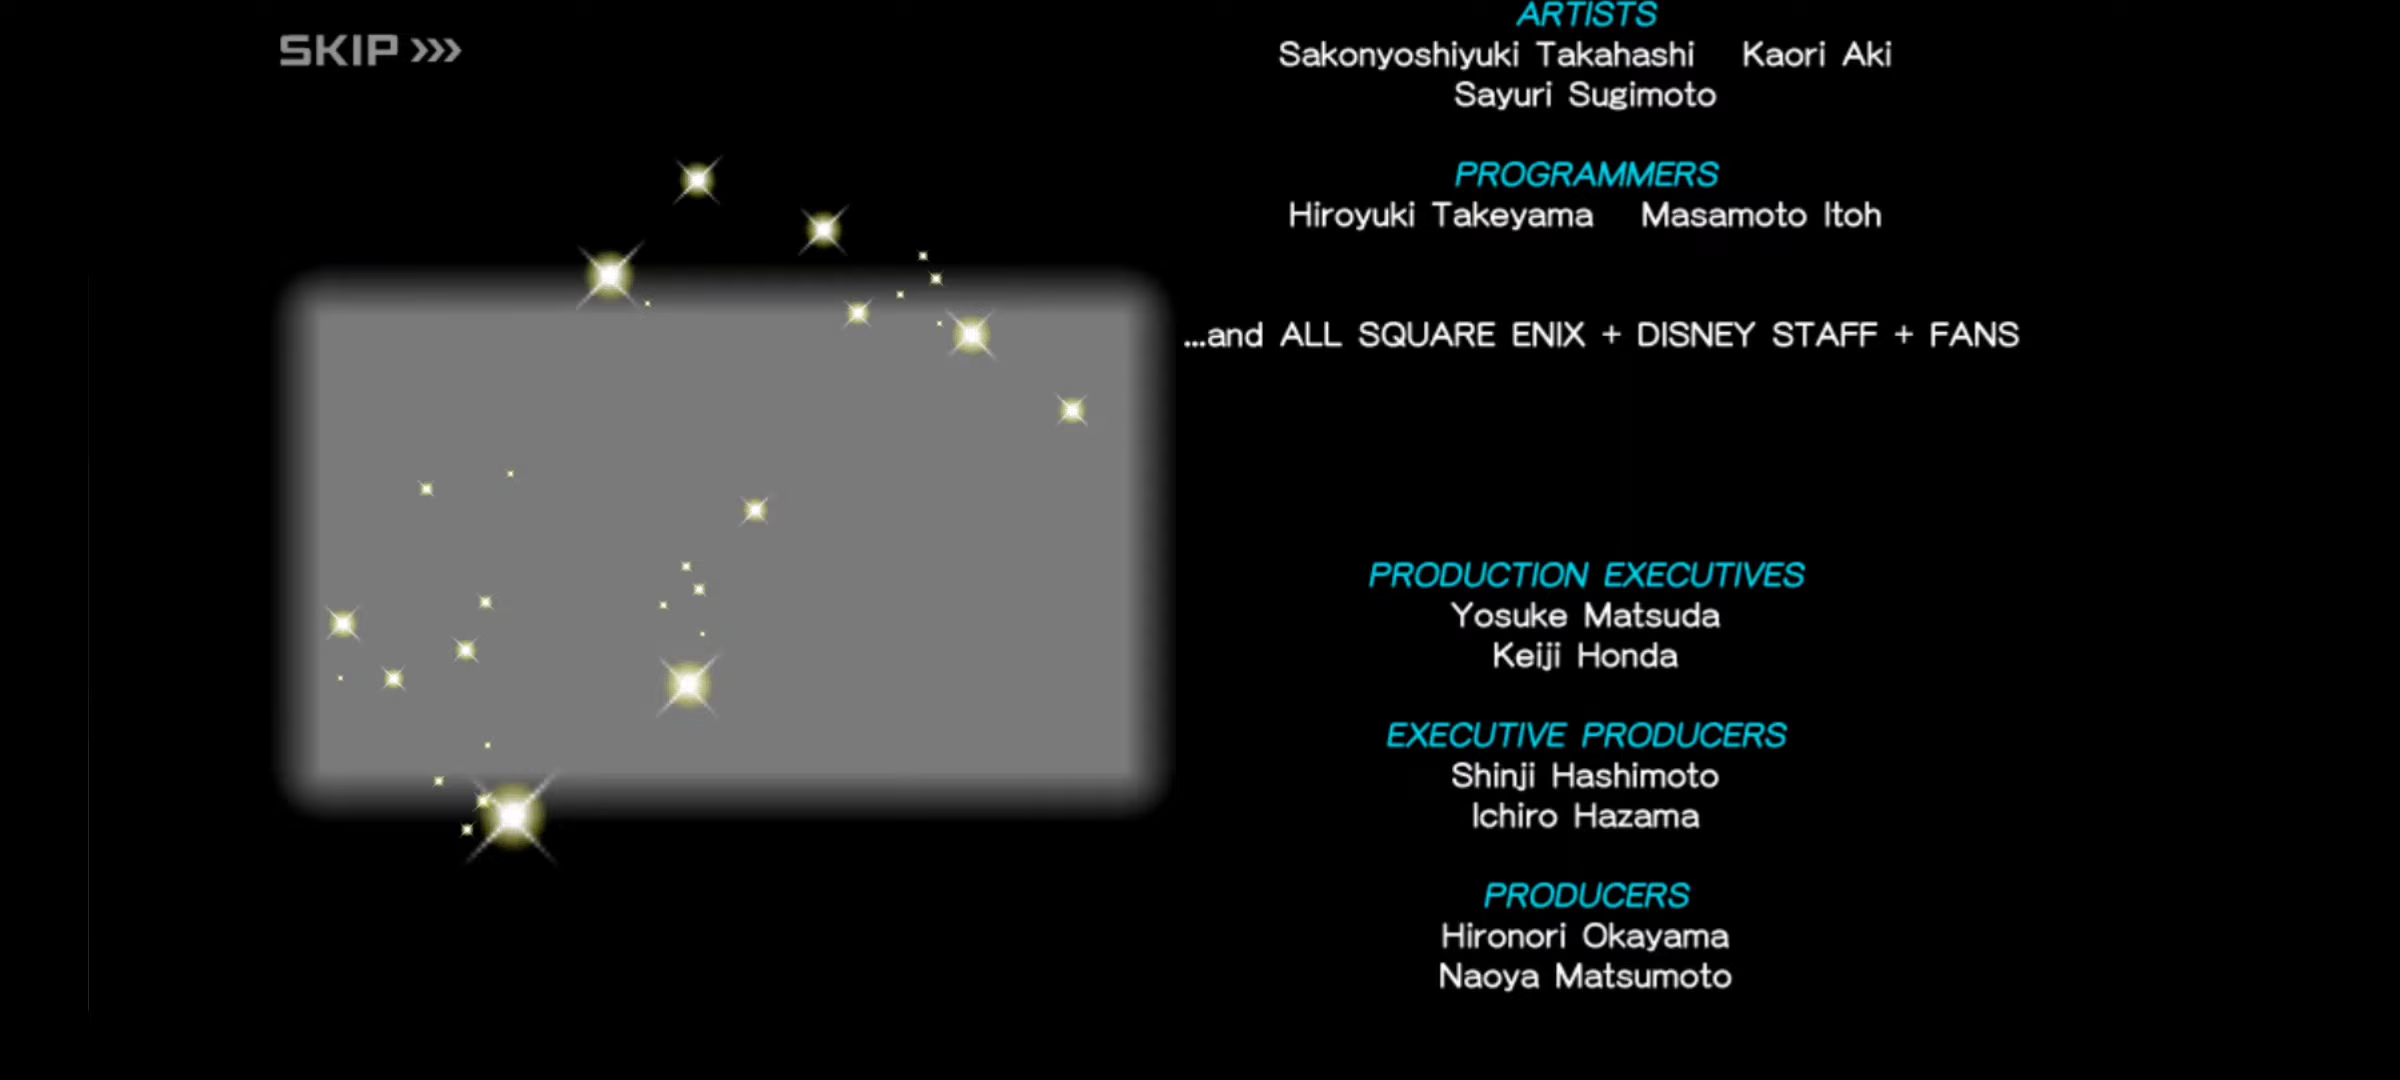 SKIP >>>
ARTISTS
Sakonyoshiyuki Takahashi Kaori Aki
Sayuri Sugimoto
PROGRAMMERS
Hiroyuki Takeyama Masamoto Itoh
...and ALL SQUARE ENIX + DISNEY STAFF + FANS
PRODUCTION EXECUTIVES
Yosuke Matsuda
Keiji Honda
EXECUTIVE PRODUCERS
Shinji Hashimoto
Ichiro Hazama
PRODUCERS
Hironori Okayama
Naoya Matsumoto